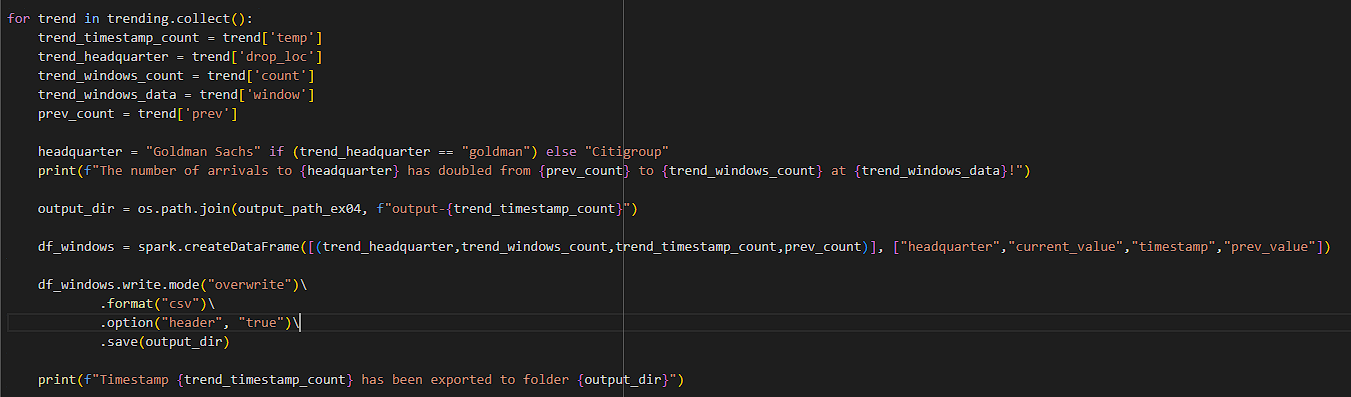 for trend in trending.collect():
    trend_timestamp_count = trend['temp']
    trend_headquarter = trend['drop_loc']
    trend_windows_count = trend['count']
    trend_windows_data = trend['window']
    prev_count = trend['prev']

    headquarter = "Goldman Sachs" if (trend_headquarter == "goldman") else "Citigroup"
    print(f"The number of arrivals to {headquarter} has doubled from {prev_count} to {trend_windows_count} at {trend_windows_data}!")

    output_dir = os.path.join(output_path_ex04, f"output-{trend_timestamp_count}")

    df_windows = spark.createDataFrame([(trend_headquarter,trend_windows_count,trend_timestamp_count,prev_count)], ["headquarter","current_value","timestamp","prev_value"])

    df_windows.write.mode("overwrite")\
            .format("csv")\
            .option("header", "true")\
            .save(output_dir)

    print(f"Timestamp {trend_timestamp_count} has been exported to folder {output_dir}")